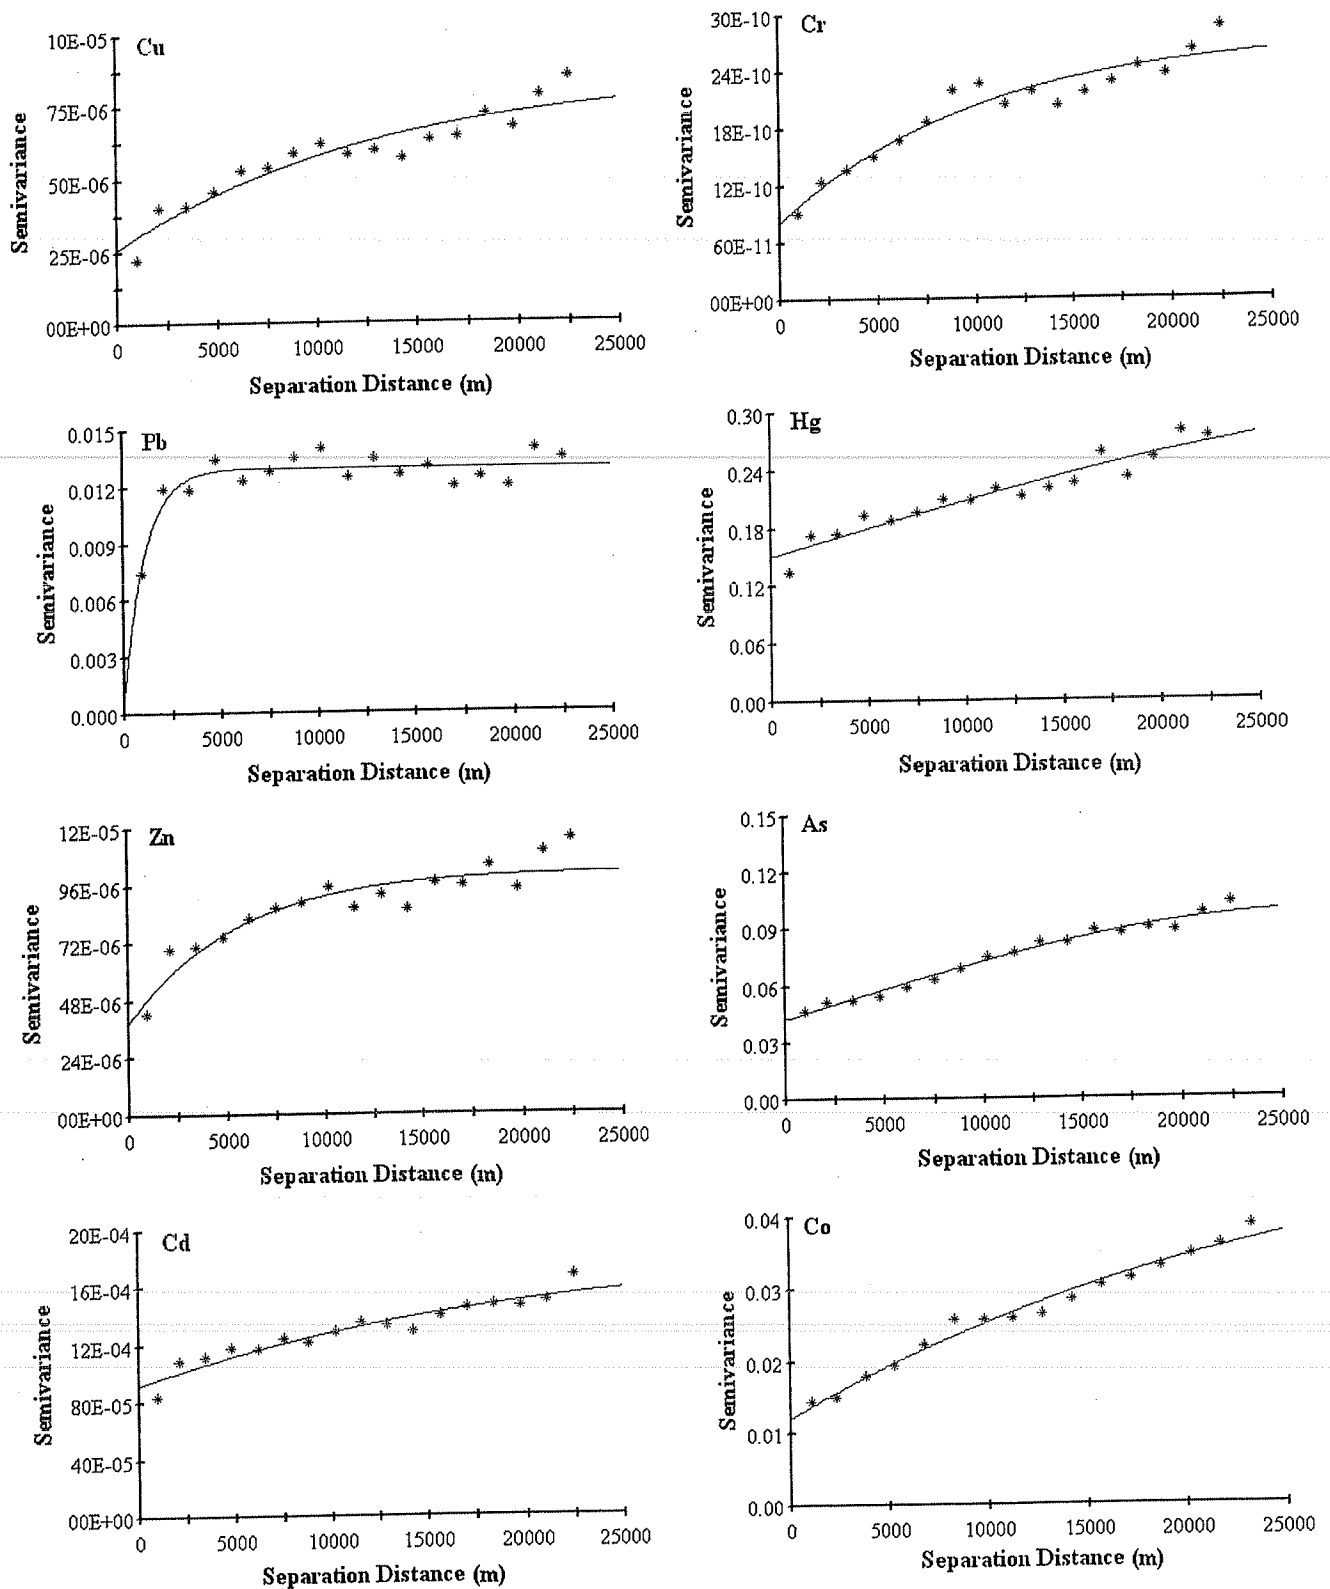 Cu
10E-05
75E-06
50E-06
25E-06
00E+00
Semivariance
0 5000 10000 15000 20000 25000
Separation Distance (m)
Cr
30E-10
24E-10
18E-10
12E-10
60E-11
00E+00
Semivariance
0 5000 10000 15000 20000 25000
Separation Distance (m)
Pb
0.015
0.012
0.009
0.006
0.003
0.000
Semivariance
0 5000 10000 15000 20000 25000
Separation Distance (m)
Hg
0.30
0.24
0.18
0.12
0.06
0.00
Semivariance
0 5000 10000 15000 20000 25000
Separation Distance (m)
Zn
12E-05
96E-06
72E-06
48E-06
24E-06
00E+00
Semivariance
0 5000 10000 15000 20000 25000
Separation Distance (m)
As
0.15
0.12
0.09
0.06
0.03
0.00
Semivariance
0 5000 10000 15000 20000 25000
Separation Distance (m)
Cd
20E-04
16E-04
12E-04
80E-05
40E-05
00E+00
Semivariance
0 5000 10000 15000 20000 25000
Separation Distance (m)
Co
0.04
0.03
0.02
0.01
0.00
Semivariance
0 5000 10000 15000 20000 25000
Separation Distance (m)